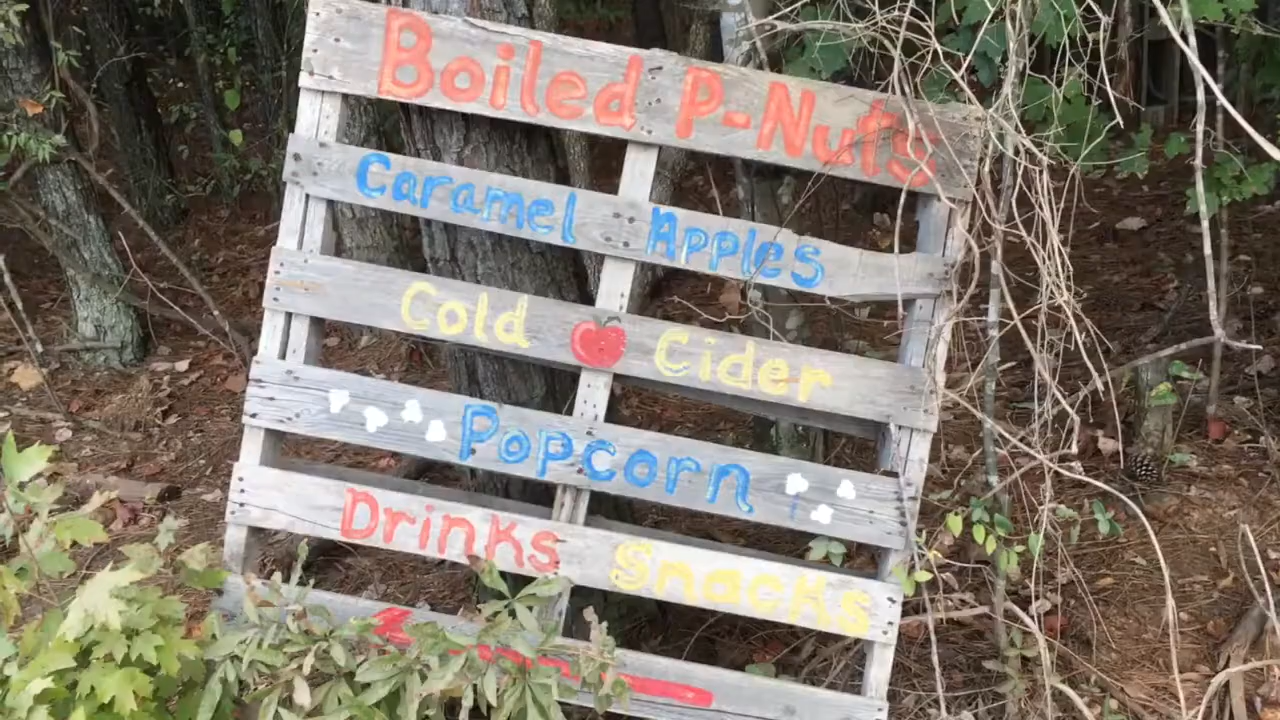 Boiled P-Nuts
Caramel Apples
Cold Cider
Popcorn
Drinks Snacks